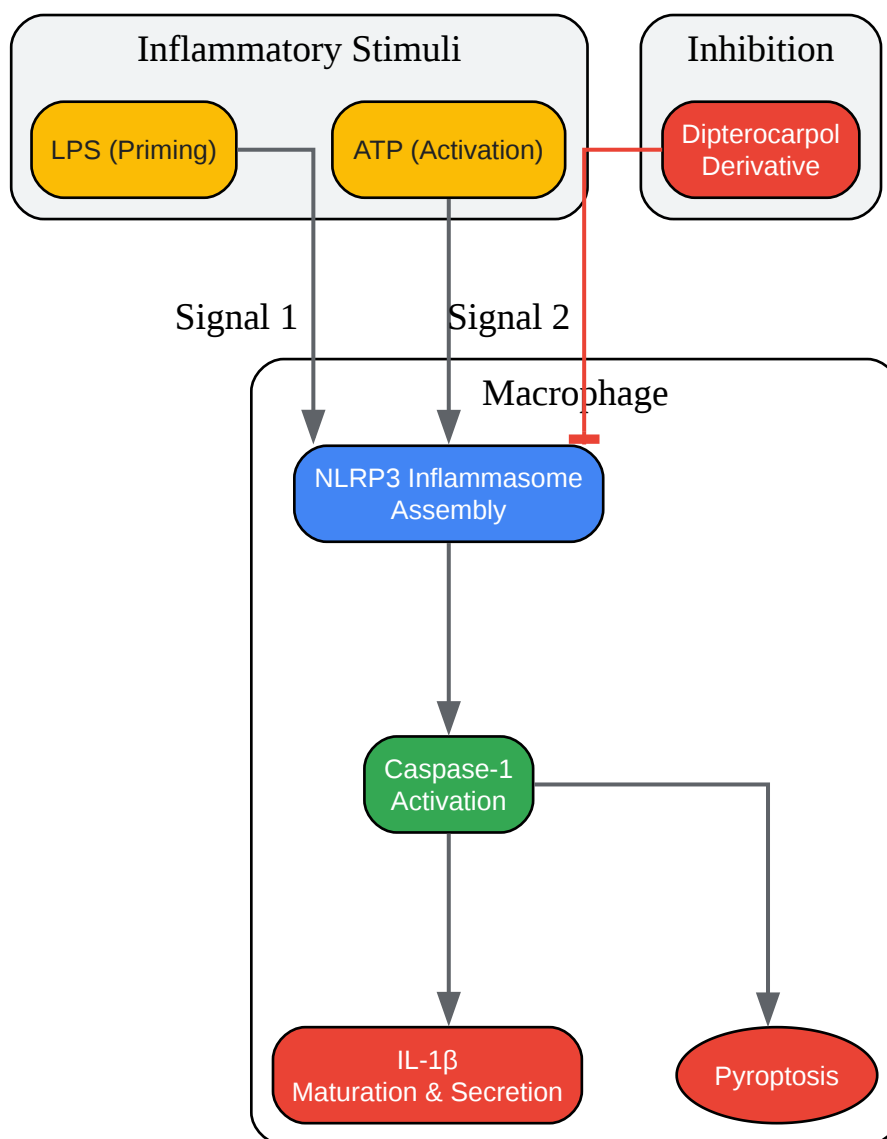 Inflammatory Stimuli
Inhibition
LPS (Priming)
ATP (Activation)
Dipterocarpol
Derivative
Signal 1
Signal 2
Macrophage
NLRP3 Inflammasome
Assembly
Caspase-1
Activation
IL-1β
Maturation & Secretion
Pyroptosis